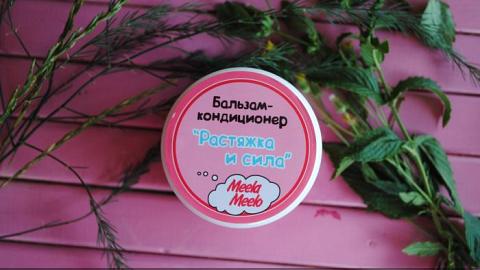 Бальзам-
кондиционер
"Растяжка
и сила"
Meela
Meelo